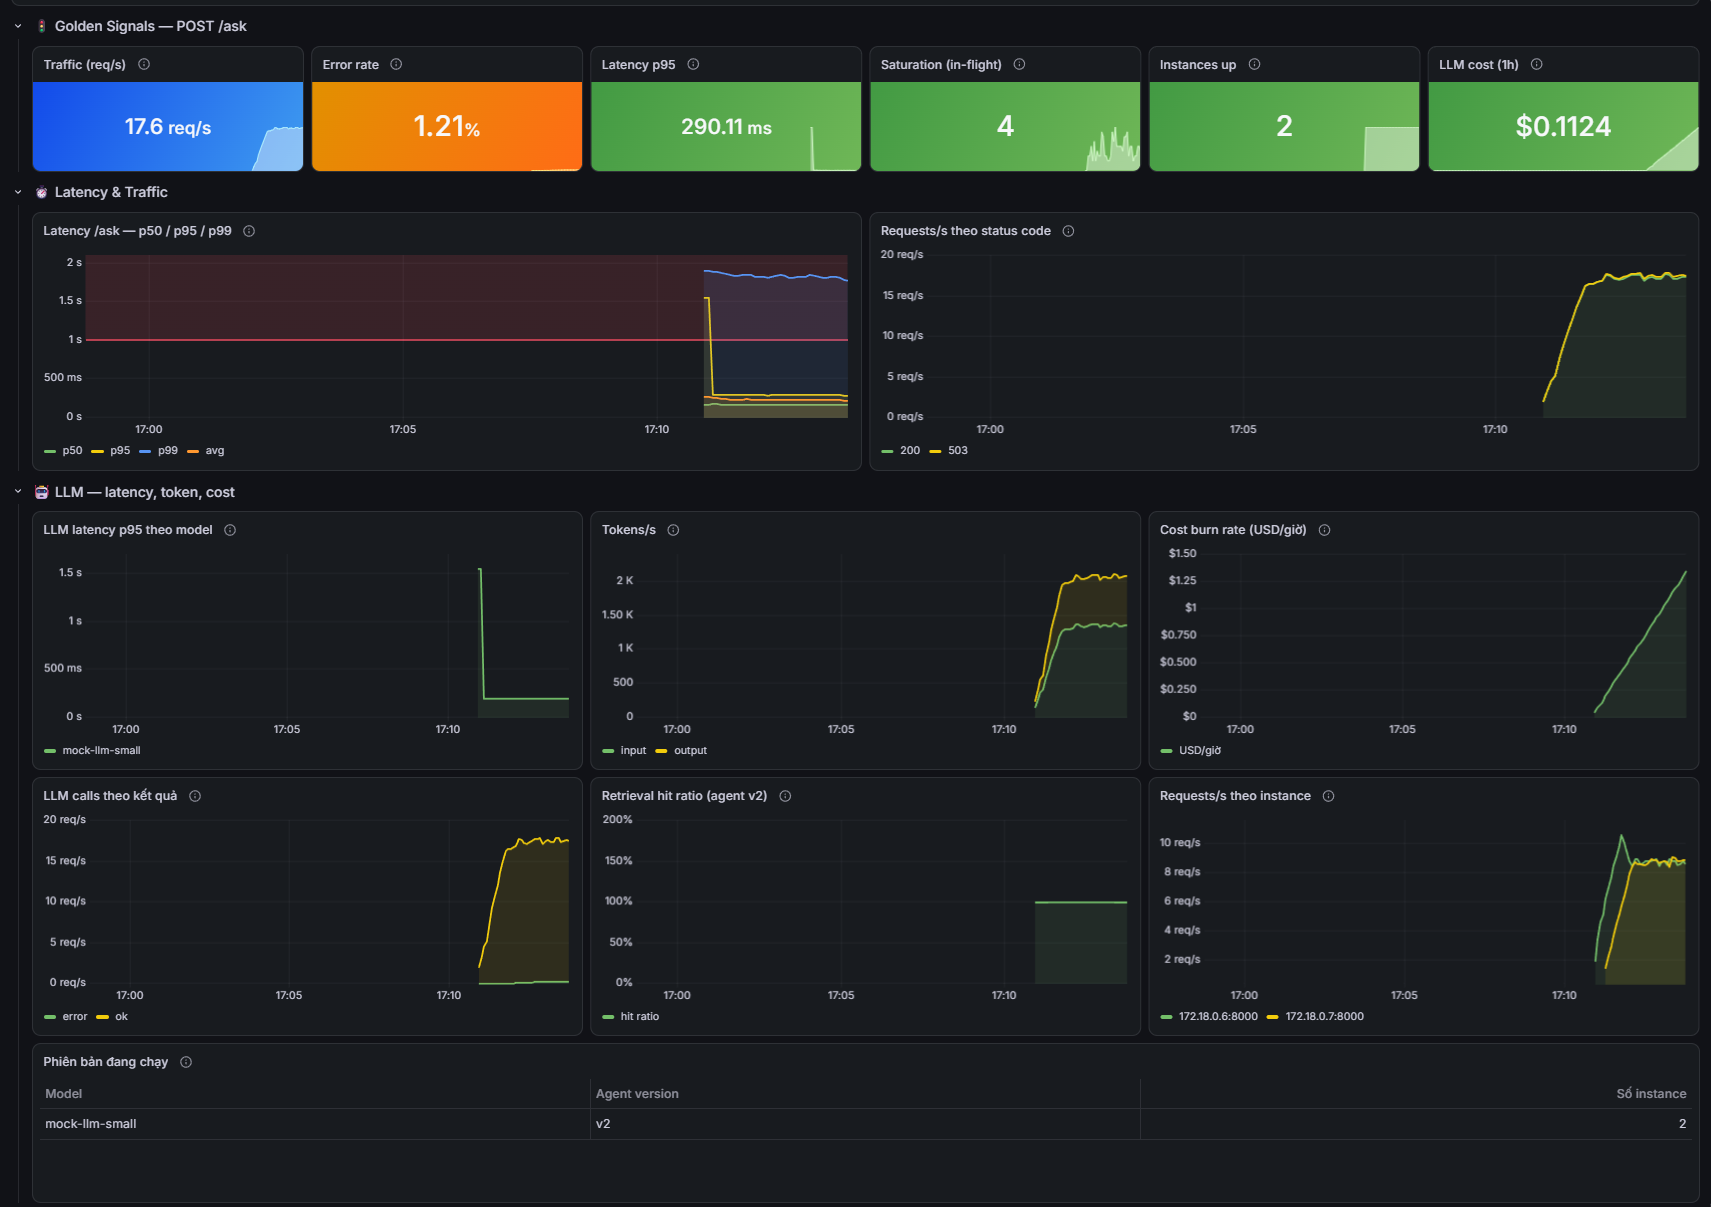 Golden Signals — POST /ask
Traffic (req/s)
17.6 req/s
Error rate
1.21%
Latency p95
290.11 ms
Saturation (in-flight)
4
Instances up
2
LLM cost (1h)
$0.1124
Latency & Traffic
Latency /ask — p50 / p95 / p99
2 s
1.5 s
1 s
500 ms
0 s
17:00 17:05 17:10
p50 p95 p99 avg
Requests/s theo status code
20 req/s
15 req/s
10 req/s
5 req/s
0 req/s
17:00 17:05 17:10
200 503
LLM — latency, token, cost
LLM latency p95 theo model
1.5 s
1 s
500 ms
0 s
17:00 17:05 17:10
mock-llm-small
Tokens/s
2 K
1.50 K
1 K
500
0
17:00 17:05 17:10
input output
Cost burn rate (USD/giờ)
$1.50
$1.25
$1
$0.750
$0.500
$0.250
$0
17:00 17:05 17:10
USD/giờ
LLM calls theo kết quả
20 req/s
15 req/s
10 req/s
5 req/s
0 req/s
17:00 17:05 17:10
error ok
Retrieval hit ratio (agent v2)
200%
150%
100%
50%
0%
17:00 17:05 17:10
hit ratio
Requests/s theo instance
10 req/s
8 req/s
6 req/s
4 req/s
2 req/s
17:00 17:05 17:10
172.18.0.6:8000 172.18.0.7:8000
Phiên bản đang chạy
Model Agent version Số instance
mock-llm-small v2 2